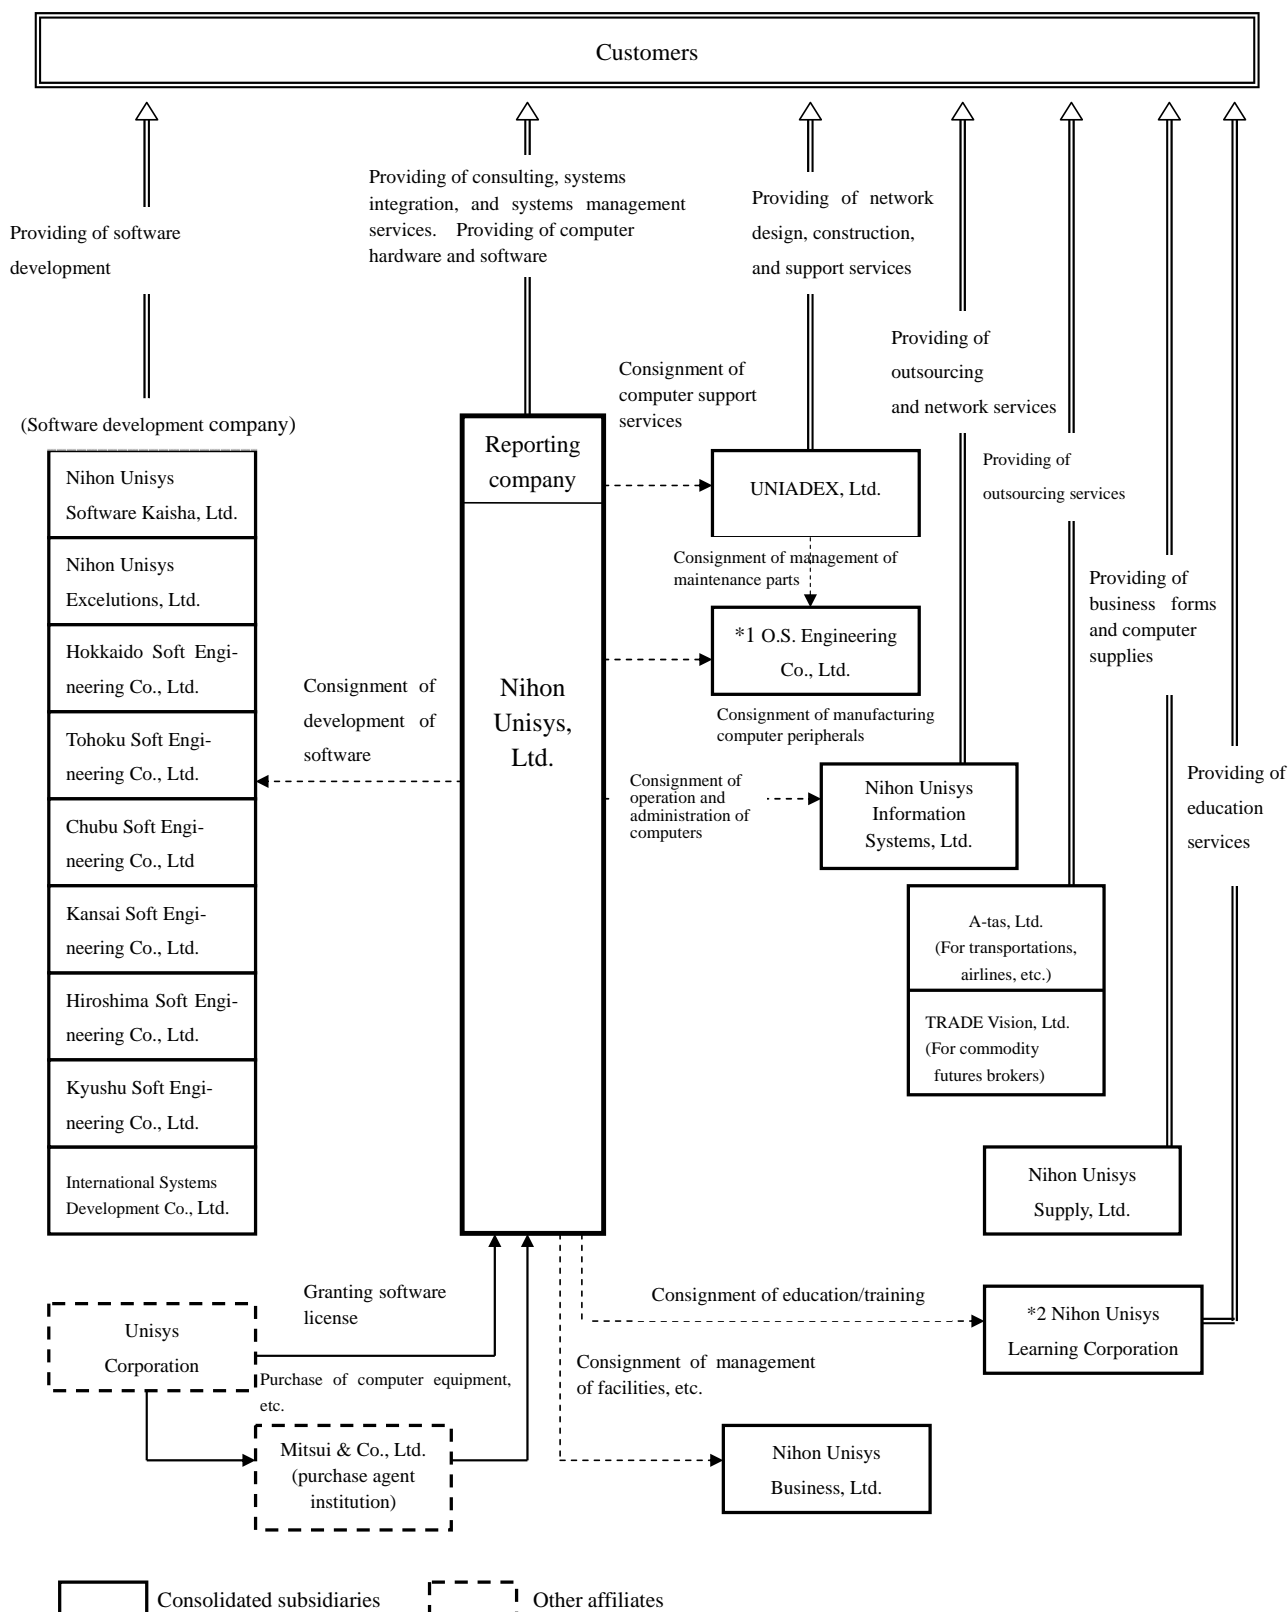 Customers
Providing of software
development
Providing of consulting, systems
integration, and systems management
services. Providing of computer
hardware and software
Providing of network
design, construction,
and support services
Providing of
outsourcing
and network services
Providing of
outsourcing services
Providing of
business forms
and computer
supplies
Providing of
education
services
(Software development company)
Nihon Unisys
Software Kaisha, Ltd.
Nihon Unisys
Excelutions, Ltd.
Hokkaido Soft Engi-
neering Co., Ltd.
Tohoku Soft Engi-
neering Co., Ltd.
Chubu Soft Engi-
neering Co., Ltd
Kansai Soft Engi-
neering Co., Ltd.
Hiroshima Soft Engi-
neering Co., Ltd.
Kyushu Soft Engi-
neering Co., Ltd.
International Systems
Development Co., Ltd.
Consignment of
development of
software
Reporting
company
Nihon
Unisys,
Ltd.
Consignment of
computer support
services
UNIADEX, Ltd.
Consignment of management of
maintenance parts
*1 O.S. Engineering
Co., Ltd.
Consignment of manufacturing
computer peripherals
Consignment of
operation and
administration of
computers
Nihon Unisys
Information
Systems, Ltd.
A-tas, Ltd.
(For transportations,
airlines, etc.)
TRADE Vision, Ltd.
(For commodity
futures brokers)
Nihon Unisys
Supply, Ltd.
Consignment of education/training
*2 Nihon Unisys
Learning Corporation
Consignment of management
of facilities, etc.
Nihon Unisys
Business, Ltd.
Granting software
license
Unisys
Corporation
Purchase of computer equipment,
etc.
Mitsui & Co., Ltd.
(purchase agent
institution)
Consolidated subsidiaries
Other affiliates